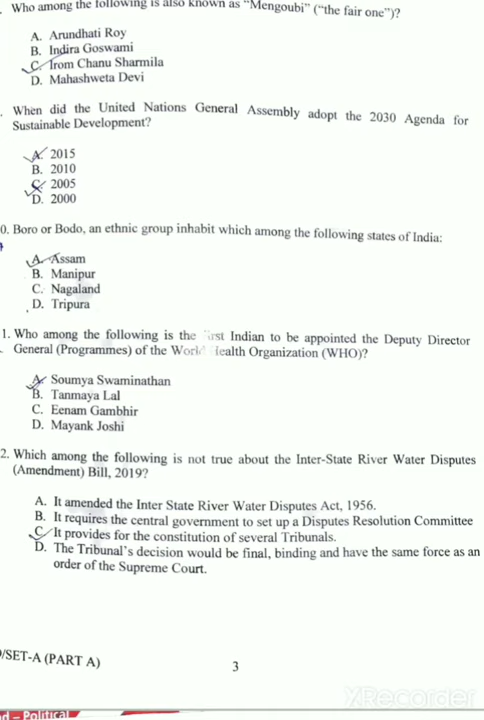 Who among the following is also known as "Mengoubi" ("the fair one")?
A. Arundhati Roy
B. Indira Goswami
C. Irom Chanu Sharmila
D. Mahashweta Devi
When did the United Nations General Assembly adopt the 2030 Agenda for
Sustainable Development?
A. 2015
B. 2010
C. 2005
D. 2000
0. Boro or Bodo, an ethnic group inhabit which among the following states of India:
A. Assam
B. Manipur
C. Nagaland
D. Tripura
1. Who among the following is the first Indian to be appointed the Deputy Director
General (Programmes) of the World Health Organization (WHO)?
A. Soumya Swaminathan
B. Tanmaya Lal
C. Eenam Gambhir
D. Mayank Joshi
2. Which among the following is not true about the Inter-State River Water Disputes
(Amendment) Bill, 2019?
A. It amended the Inter State River Water Disputes Act, 1956.
B. It requires the central government to set up a Disputes Resolution Committee
C. It provides for the constitution of several Tribunals.
D. The Tribunal's decision would be final, binding and have the same force as an
order of the Supreme Court.
/SET-A (PART A)
3
XRecorder
d – Political